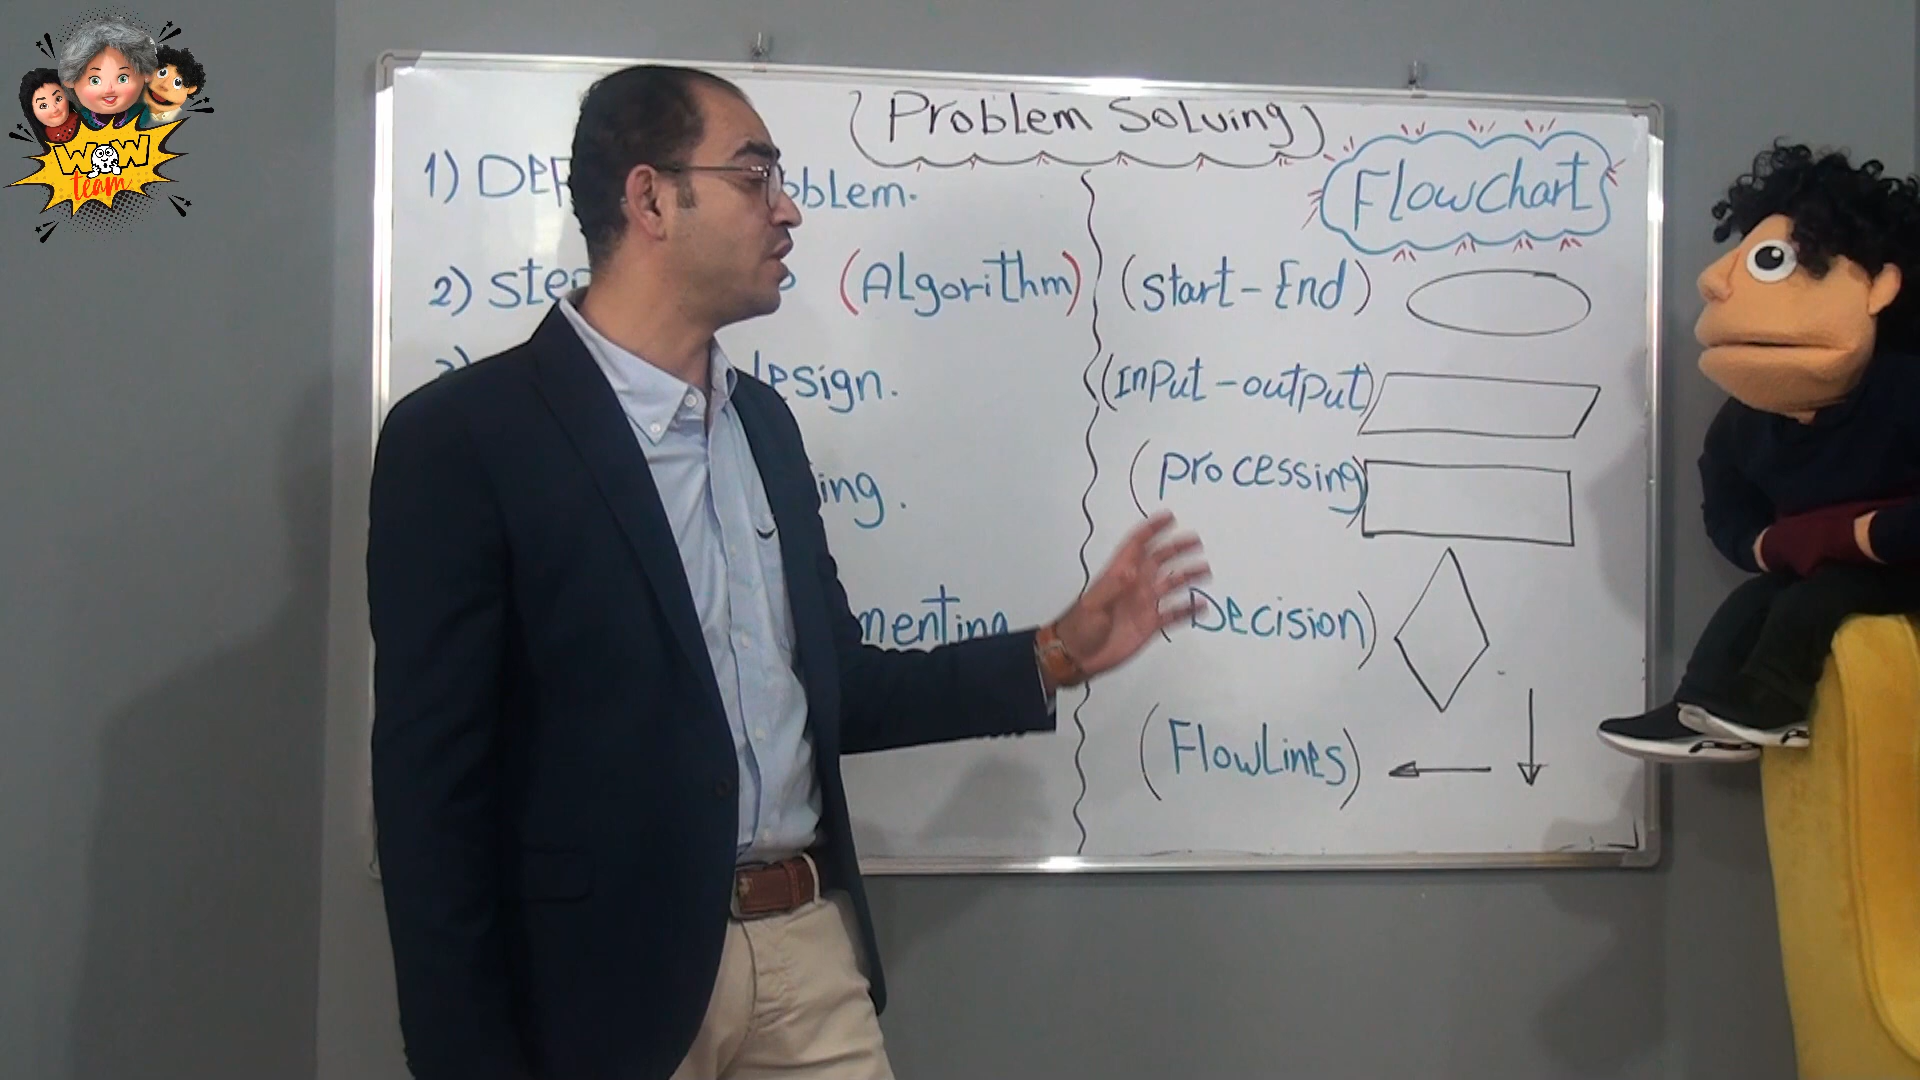 WOW
team
Problem Solving
1) DEF blem.
2) Ste (Algorithm)
esign.
ing.
menting
Flowchart
(Start-End)
(Input-output)
(processing)
(Decision)
(FlowLines)